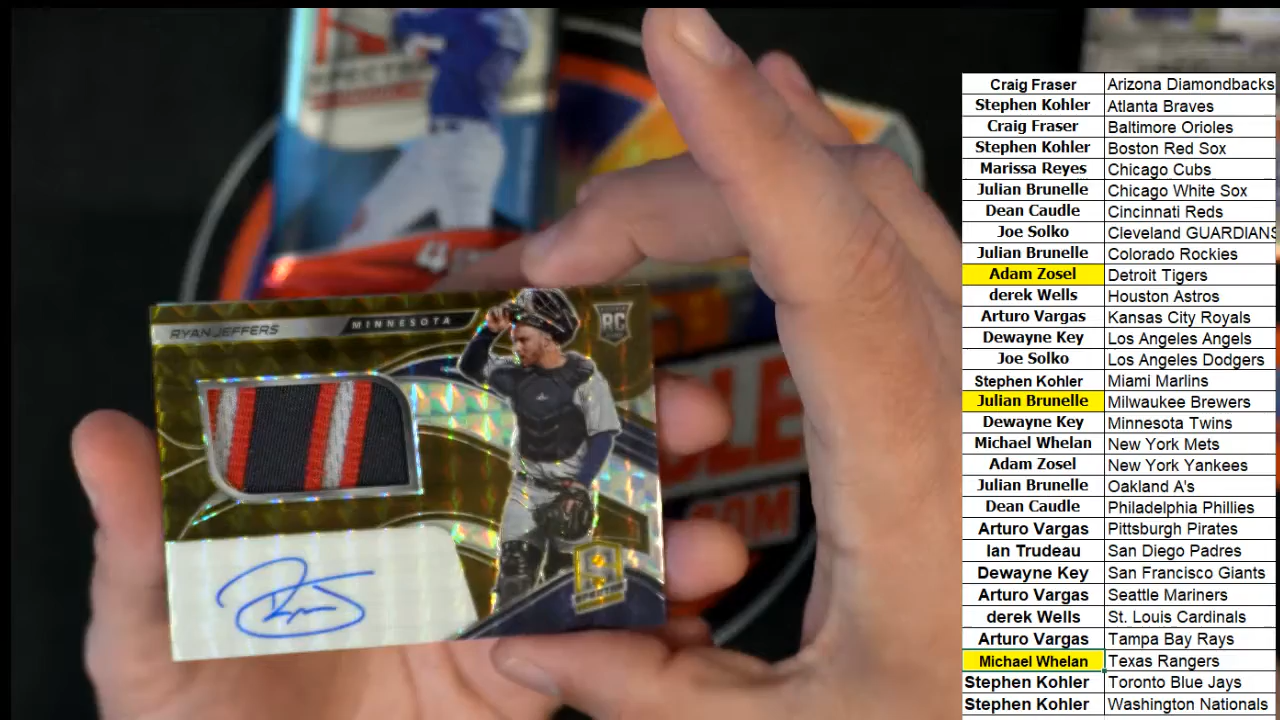 RYAN JEFFERS
MINNESOTA
RC
SPECTRA
4
.COM
Craig Fraser Arizona Diamondbacks
Stephen Kohler Atlanta Braves
Craig Fraser Baltimore Orioles
Stephen Kohler Boston Red Sox
Marissa Reyes Chicago Cubs
Julian Brunelle Chicago White Sox
Dean Caudle Cincinnati Reds
Joe Solko Cleveland GUARDIANS
Julian Brunelle Colorado Rockies
Adam Zosel Detroit Tigers
derek Wells Houston Astros
Arturo Vargas Kansas City Royals
Dewayne Key Los Angeles Angels
Joe Solko Los Angeles Dodgers
Stephen Kohler Miami Marlins
Julian Brunelle Milwaukee Brewers
Dewayne Key Minnesota Twins
Michael Whelan New York Mets
Adam Zosel New York Yankees
Julian Brunelle Oakland A's
Dean Caudle Philadelphia Phillies
Arturo Vargas Pittsburgh Pirates
Ian Trudeau San Diego Padres
Dewayne Key San Francisco Giants
Arturo Vargas Seattle Mariners
derek Wells St. Louis Cardinals
Arturo Vargas Tampa Bay Rays
Michael Whelan Texas Rangers
Stephen Kohler Toronto Blue Jays
Stephen Kohler Washington Nationals